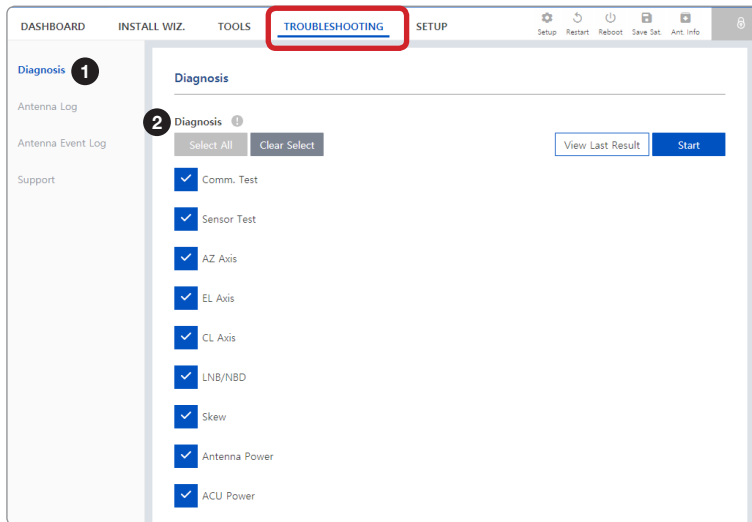 DASHBOARD INSTALL WIZ. TOOLS TROUBLESHOOTING SETUP
Setup Restart Reboot Save Sat. Ant. Info
Diagnosis 1
Antenna Log
Antenna Event Log
Support
Diagnosis
2 Diagnosis
Select All Clear Select View Last Result Start
Comm. Test
Sensor Test
AZ Axis
EL Axis
CL Axis
LNB/NBD
Skew
Antenna Power
ACU Power